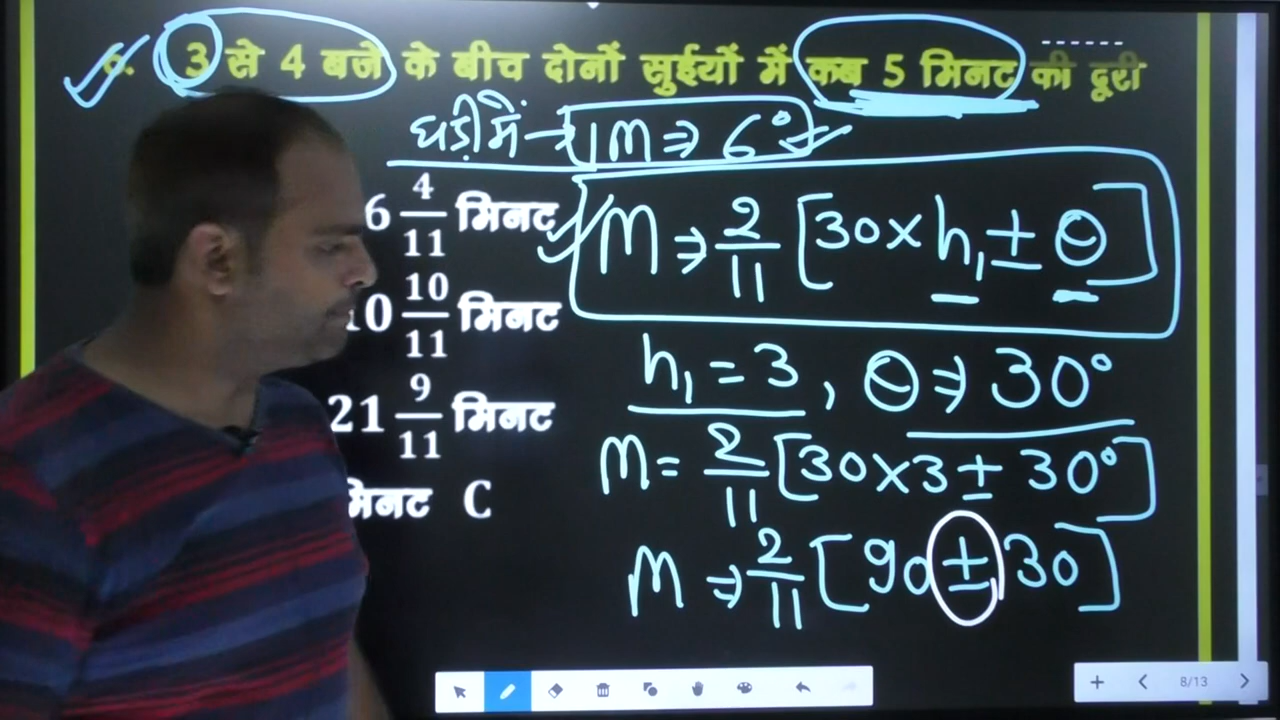 3 से 4 बजे के बीच दोनों सुईयों में कब 5 मिनट की दूरी
घड़ी में → 1M ⇒ 6°
6 4/11 मिनट
M ⇒ 2/11 [30 × h₁ ± θ]
10 10/11 मिनट
h₁ = 3, θ ⇒ 30°
21 9/11 मिनट
M = 2/11 [30 × 3 ± 30°]
मिनट C
M ⇒ 2/11 [90 ± 30]
8/13